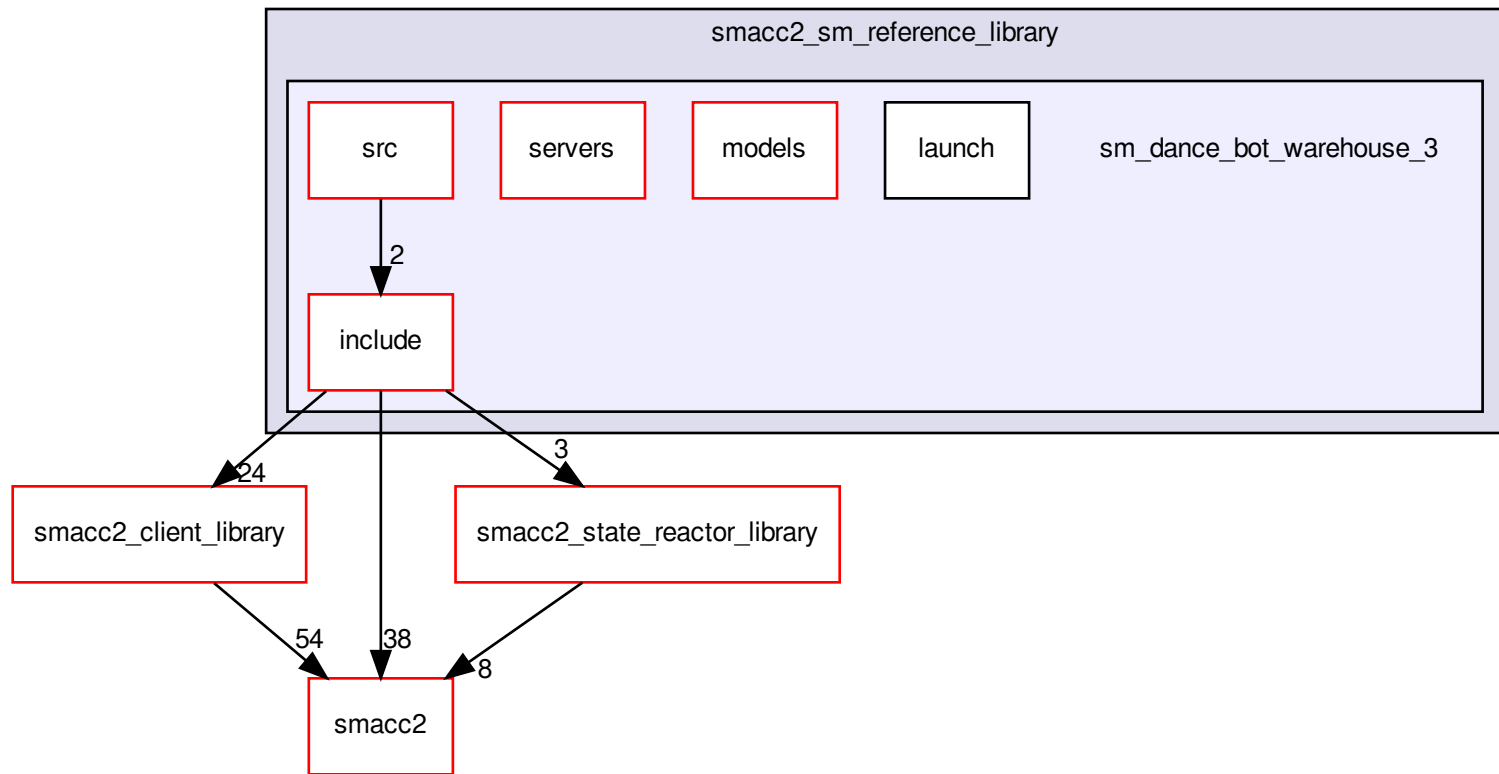 smacc2_sm_reference_library
src
servers
models
launch
sm_dance_bot_warehouse_3
2
include
24
3
smacc2_client_library
smacc2_state_reactor_library
54
38
8
smacc2